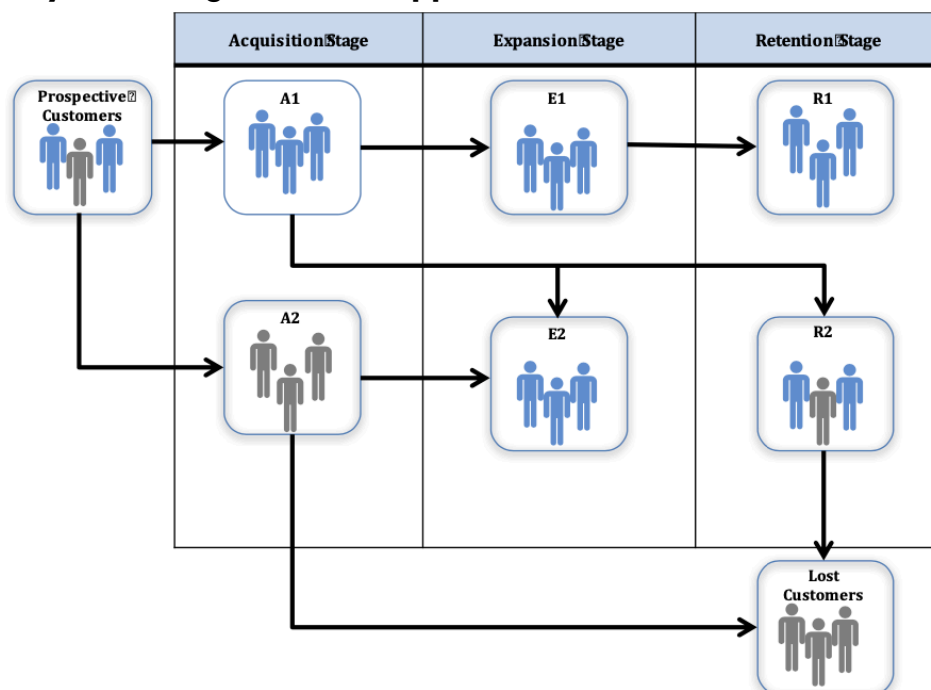 Acquisition Stage
Expansion Stage
Retention Stage
Prospective
Customers
A1
E1
R1
A2
E2
R2
Lost
Customers